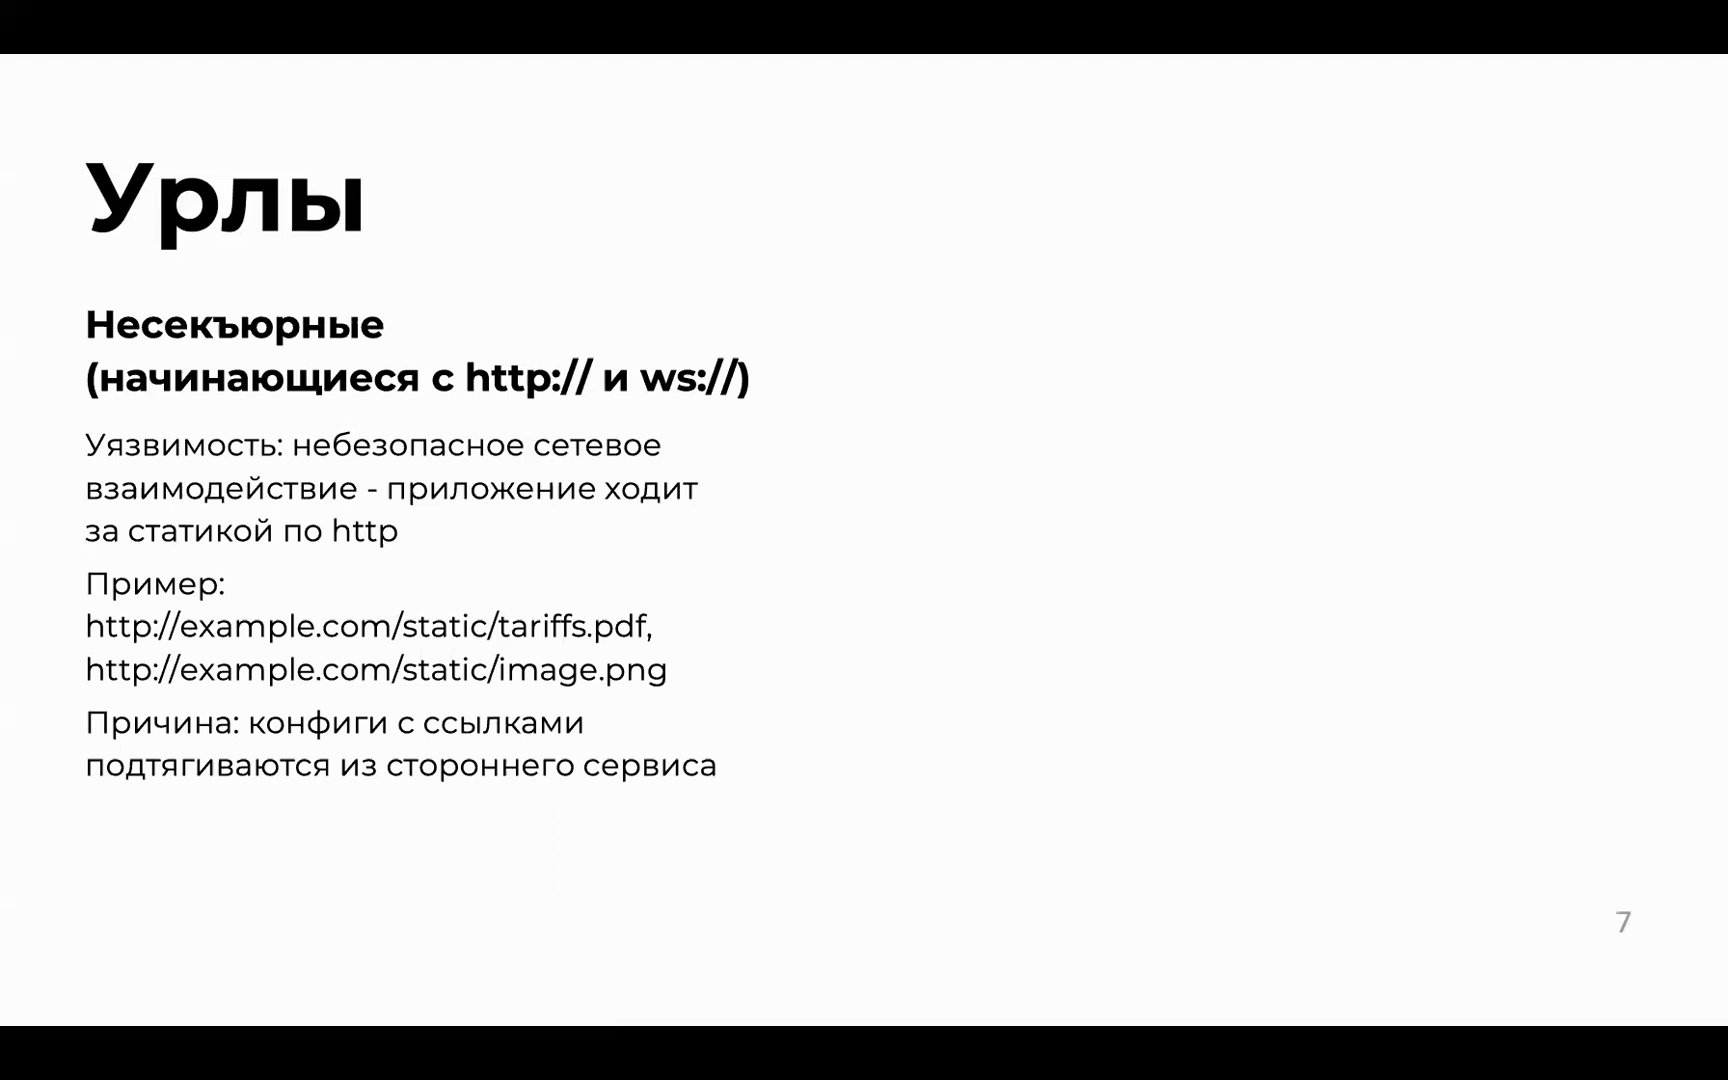 Урлы
Несекъюрные
(начинающиеся с http:// и ws://)
Уязвимость: небезопасное сетевое
взаимодействие - приложение ходит
за статикой по http
Пример:
http://example.com/static/tariffs.pdf,
http://example.com/static/image.png
Причина: конфиги с ссылками
подтягиваются из стороннего сервиса
7